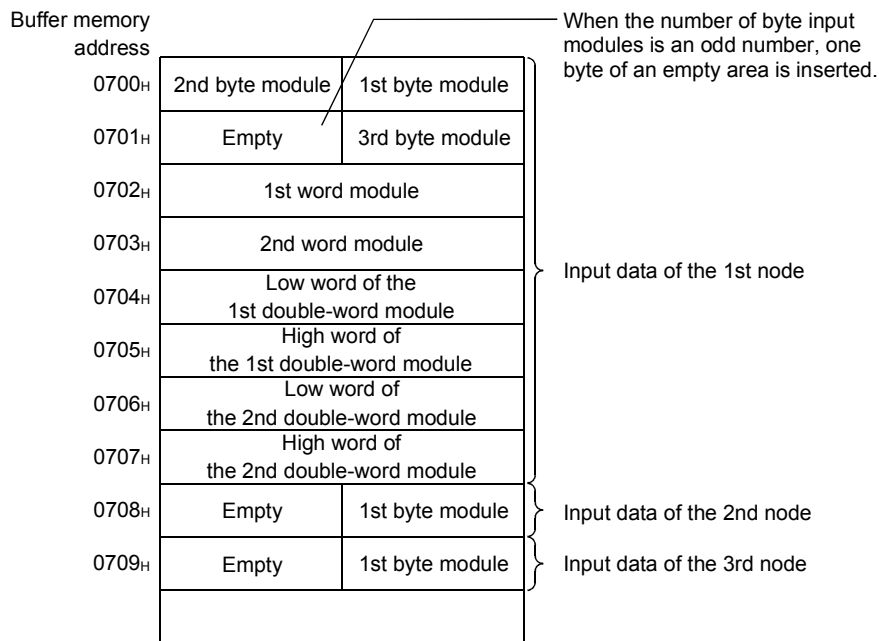 Buffer memory
address
When the number of byte input
modules is an odd number, one
byte of an empty area is inserted.
0700H 2nd byte module 1st byte module
0701H Empty 3rd byte module
0702H 1st word module
0703H 2nd word module
Input data of the 1st node
0704H Low word of the
1st double-word module
0705H High word of
the 1st double-word module
0706H Low word of
the 2nd double-word module
0707H High word of
the 2nd double-word module
0708H Empty 1st byte module Input data of the 2nd node
0709H Empty 1st byte module Input data of the 3rd node